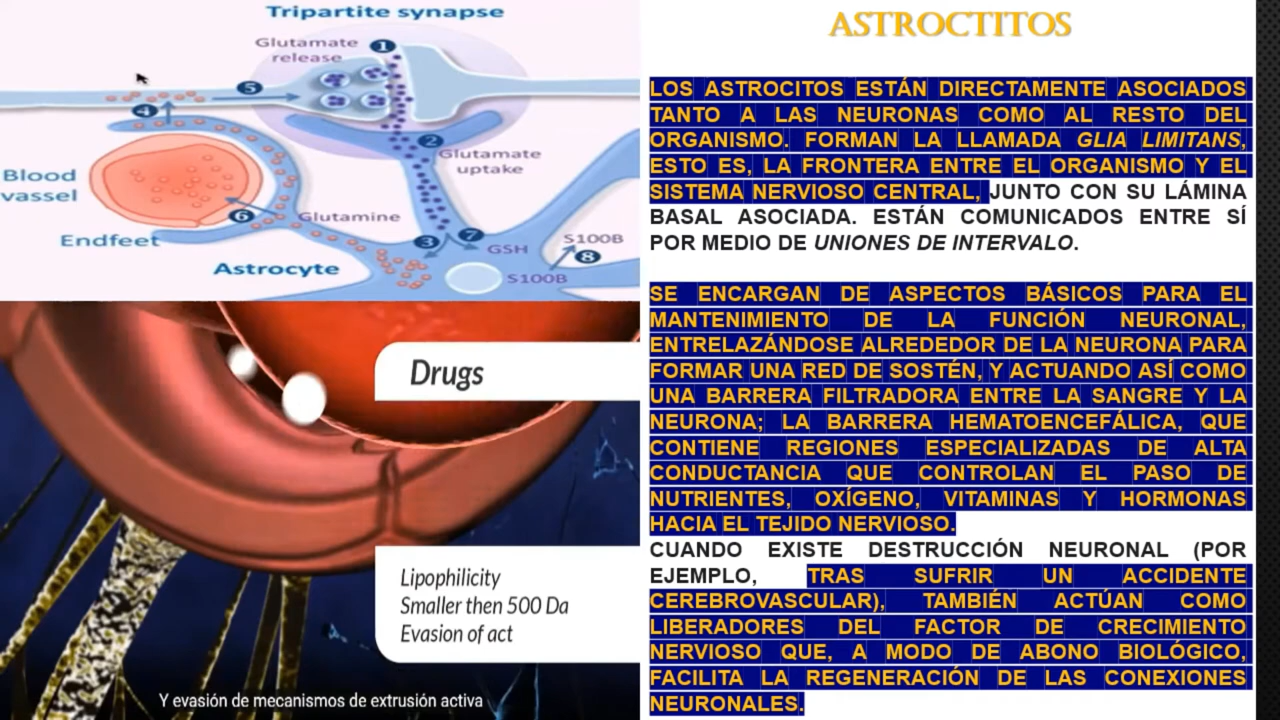 Tripartite synapse
Glutamate
release
1
5
4
2
Glutamate
uptake
Blood
vassel
6
Glutamine
3
7
GSH
S100B
8
Endfeet
Astrocyte
S100B
Drugs
Lipophilicity
Smaller then 500 Da
Evasion of act
Y evasión de mecanismos de extrusión activa
ASTROCTITOS
LOS ASTROCITOS ESTÁN DIRECTAMENTE ASOCIADOS
TANTO A LAS NEURONAS COMO AL RESTO DEL
ORGANISMO. FORMAN LA LLAMADA GLIA LIMITANS,
ESTO ES, LA FRONTERA ENTRE EL ORGANISMO Y EL
SISTEMA NERVIOSO CENTRAL, JUNTO CON SU LÁMINA
BASAL ASOCIADA. ESTÁN COMUNICADOS ENTRE SÍ
POR MEDIO DE UNIONES DE INTERVALO.
SE ENCARGAN DE ASPECTOS BÁSICOS PARA EL
MANTENIMIENTO DE LA FUNCIÓN NEURONAL,
ENTRELAZÁNDOSE ALREDEDOR DE LA NEURONA PARA
FORMAR UNA RED DE SOSTÉN, Y ACTUANDO ASÍ COMO
UNA BARRERA FILTRADORA ENTRE LA SANGRE Y LA
NEURONA; LA BARRERA HEMATOENCEFÁLICA, QUE
CONTIENE REGIONES ESPECIALIZADAS DE ALTA
CONDUCTANCIA QUE CONTROLAN EL PASO DE
NUTRIENTES, OXÍGENO, VITAMINAS Y HORMONAS
HACIA EL TEJIDO NERVIOSO.
CUANDO EXISTE DESTRUCCIÓN NEURONAL (POR
EJEMPLO, TRAS SUFRIR UN ACCIDENTE
CEREBROVASCULAR), TAMBIÉN ACTÚAN COMO
LIBERADORES DEL FACTOR DE CRECIMIENTO
NERVIOSO QUE, A MODO DE ABONO BIOLÓGICO,
FACILITA LA REGENERACIÓN DE LAS CONEXIONES
NEURONALES.